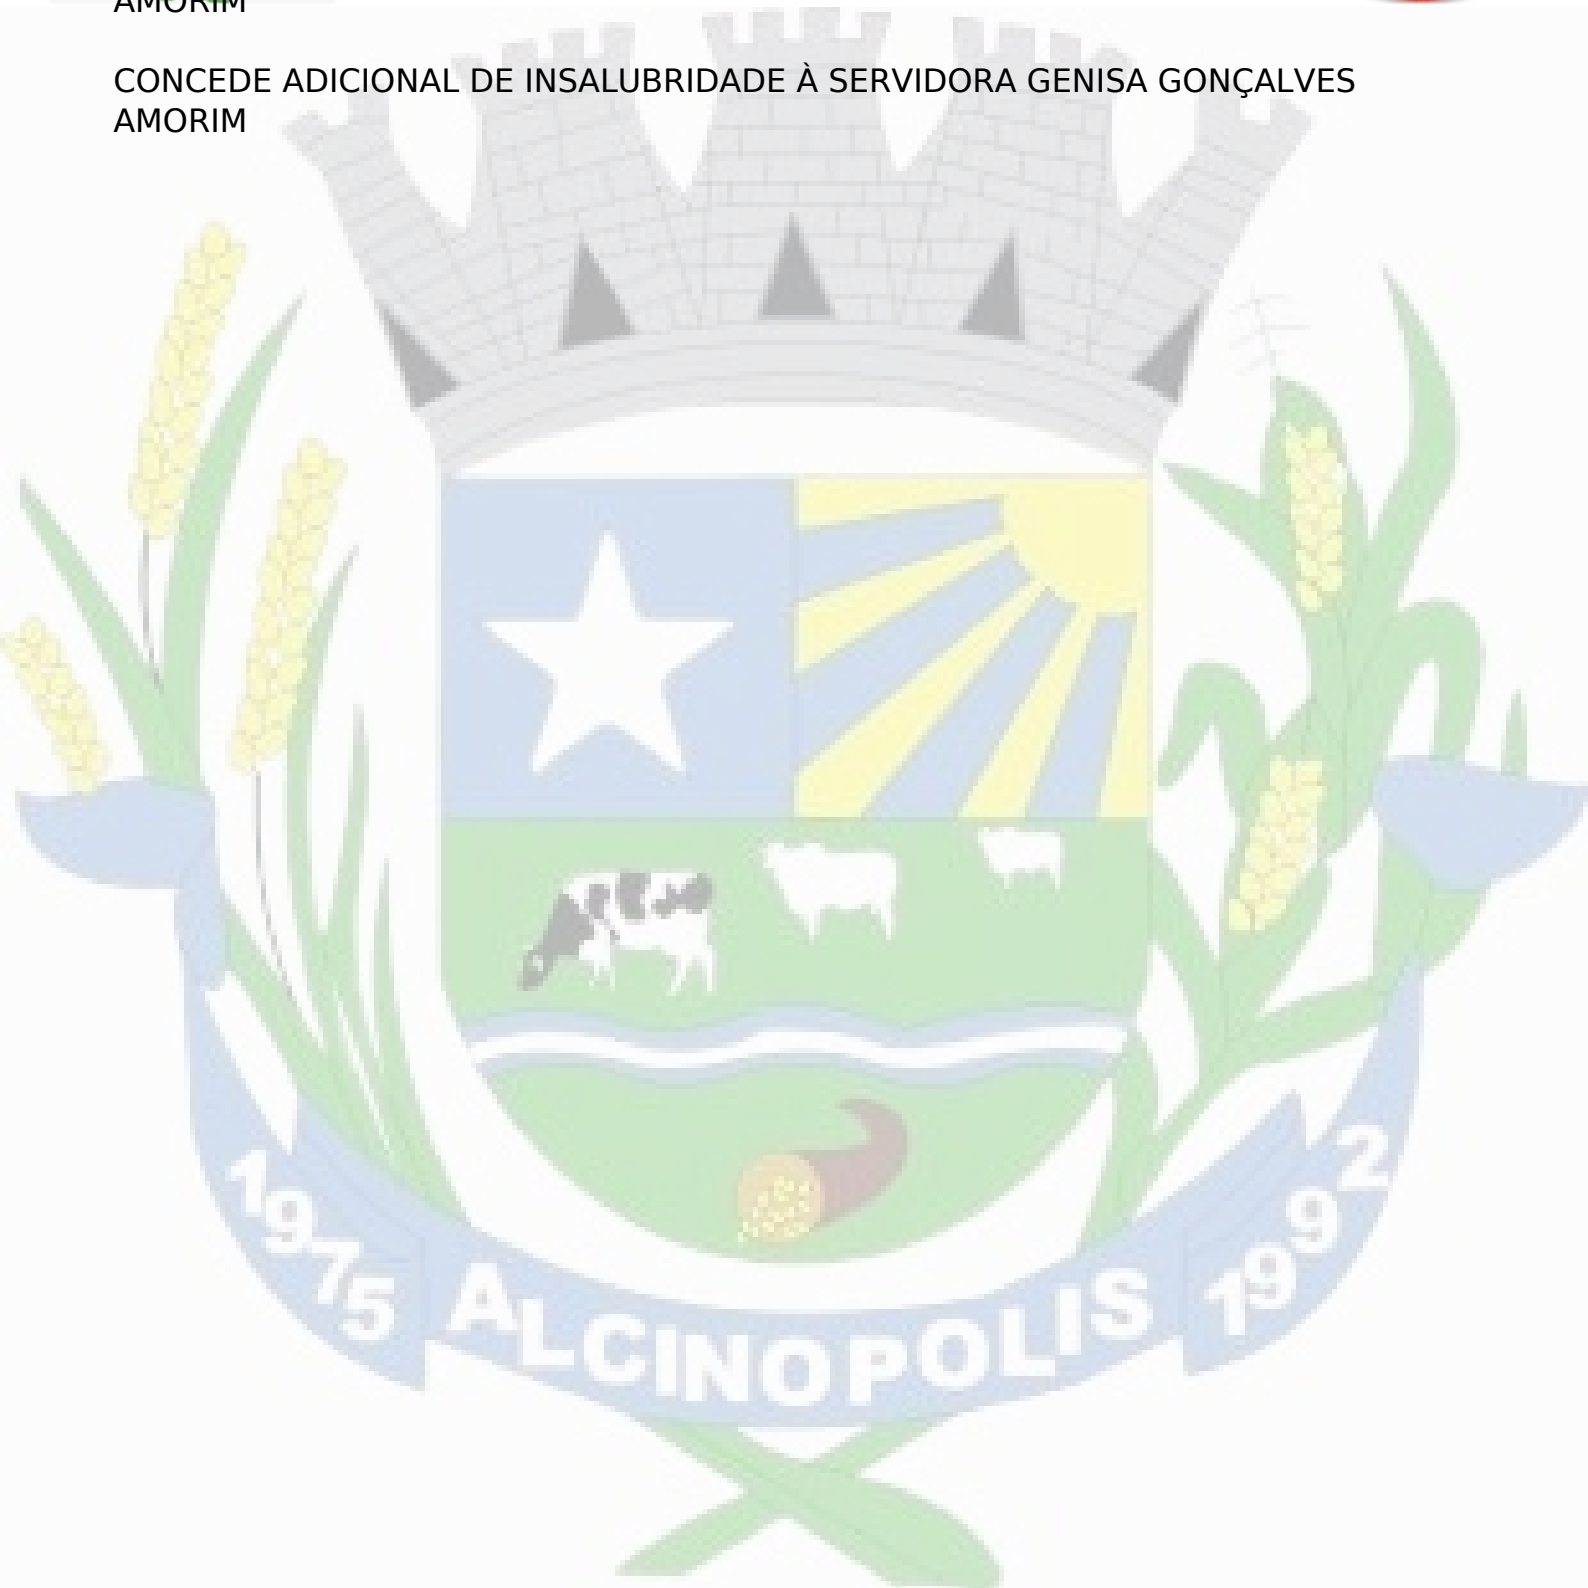 AMORIM
CONCEDE ADICIONAL DE INSALUBRIDADE À SERVIDORA GENISA GONÇALVES
AMORIM
1975 ALCINOPOLIS 1992